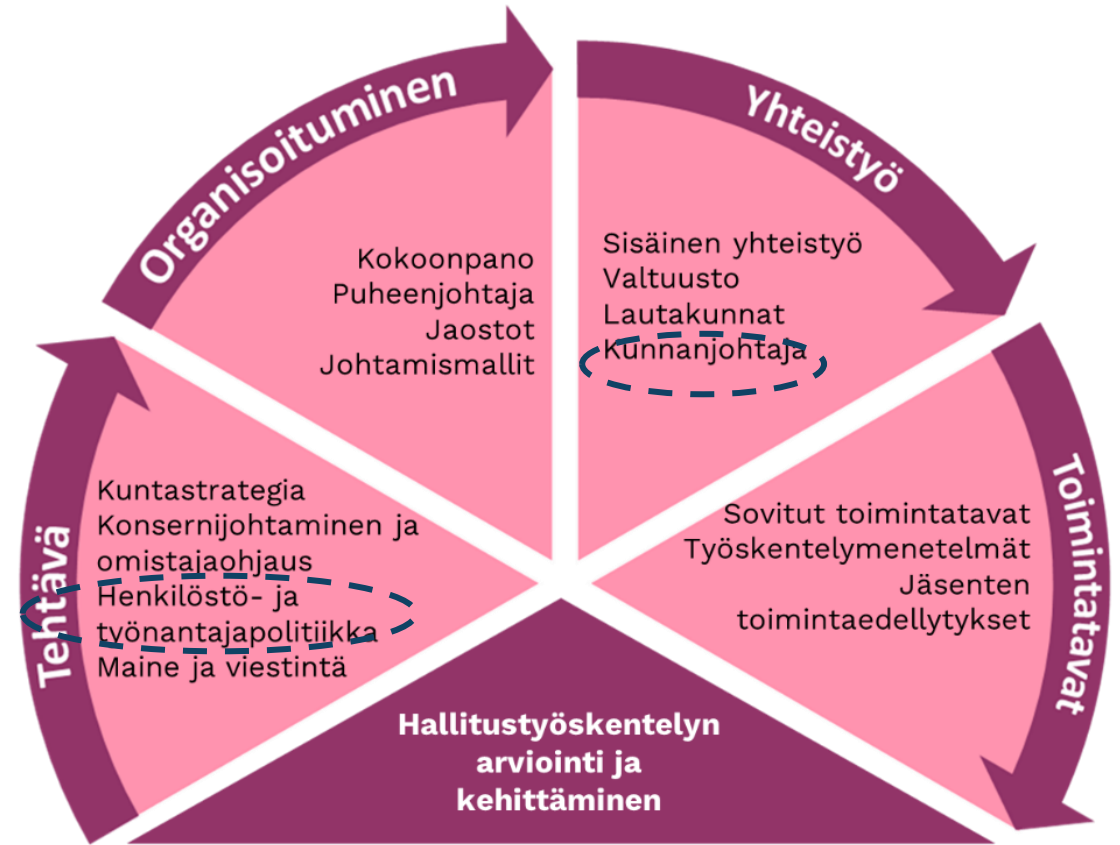 Organisoituminen
Kokoonpano
Puheenjohtaja
Jaostot
Johtamismallit
Yhteistyö
Sisäinen yhteistyö
Valtuusto
Lautakunnat
Kunnanjohtaja
Tehtävä
Kuntastrategia
Konsernijohtaminen ja
omistajaohjaus
Henkilöstö- ja
työnantajapolitiikka
Maine ja viestintä
Toimintatavat
Sovitut toimintatavat
Työskentelymenetelmät
Jäsenten
toimintaedellytykset
Hallitustyöskentelyn
arviointi ja
kehittäminen